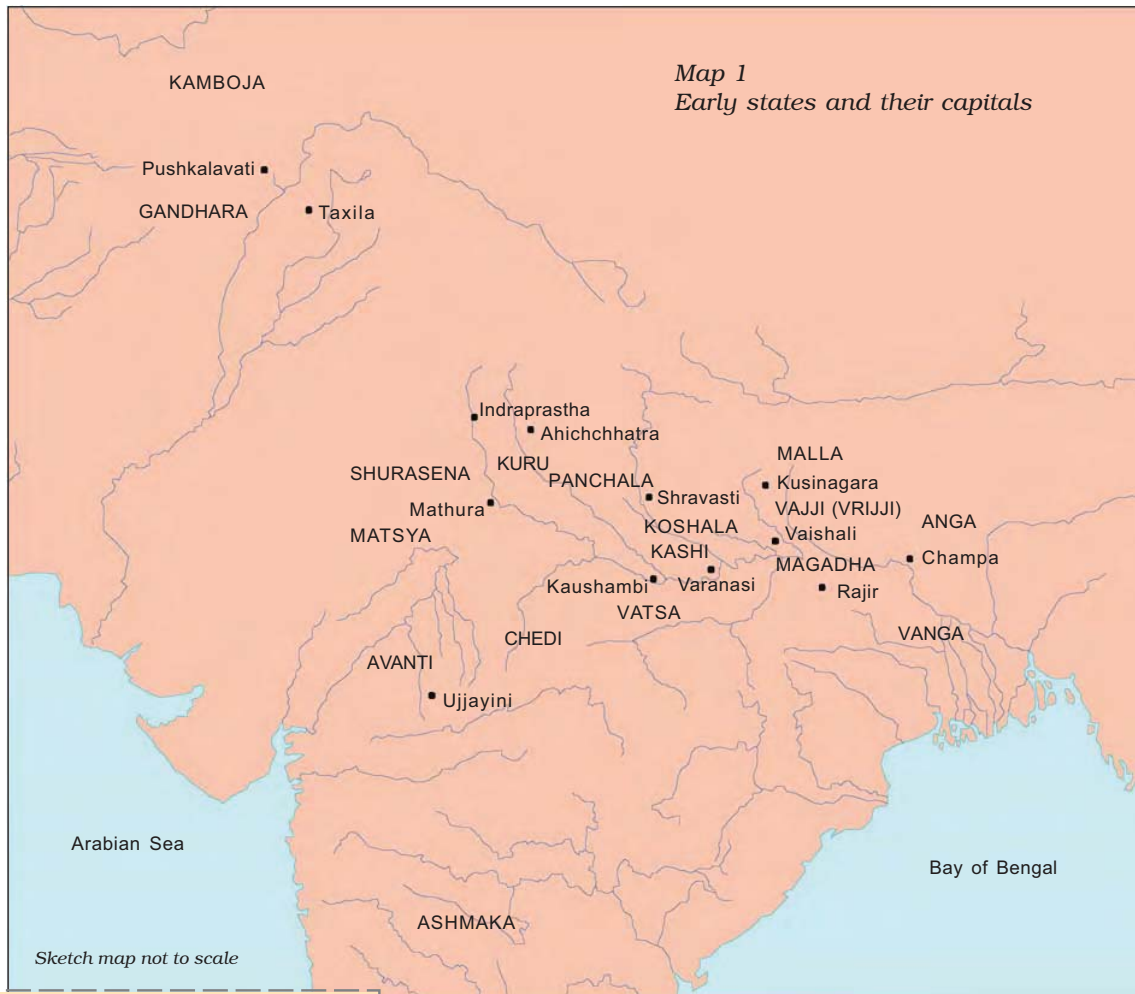 Map 1
Early states and their capitals
KAMBOJA
Pushkalavati
GANDHARA
Taxila
Indraprastha
Ahichchhatra
MALLA
SHURASENA
KURU
PANCHALA
Kusinagara
Mathura
Shravasti
VAJJI (VRIJJI)
MATSYA
KOSHALA
Vaishali
ANGA
KASHI
MAGADHA
Champa
Kaushambi
Varanasi
Rajir
VATSA
CHEDI
VANGA
AVANTI
Ujjayini
Arabian Sea
Bay of Bengal
ASHMAKA
Sketch map not to scale